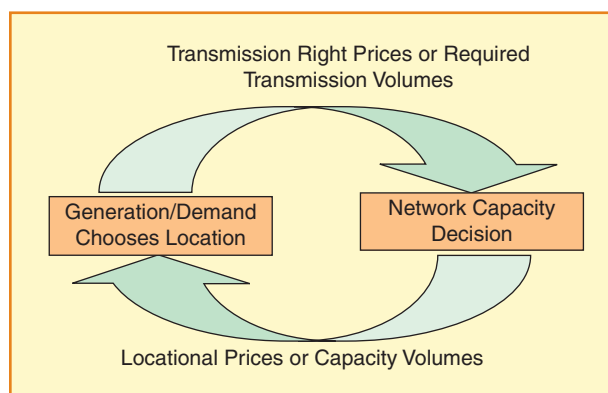 Transmission Right Prices or Required
Transmission Volumes
Generation/Demand
Chooses Location
Network Capacity
Decision
Locational Prices or Capacity Volumes